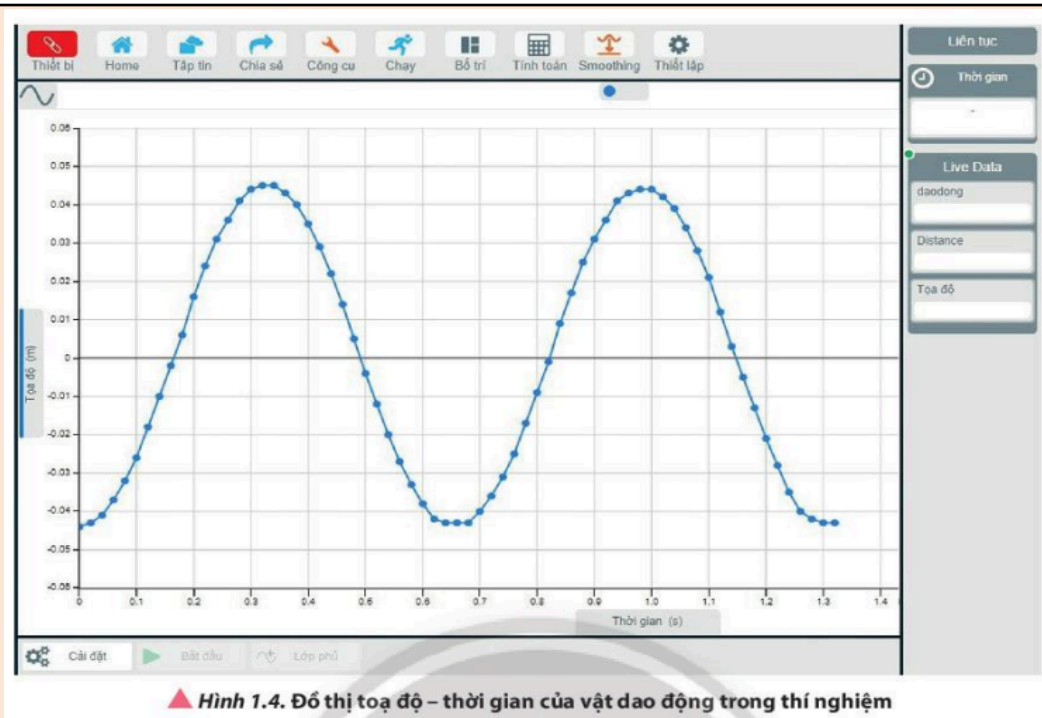 Thiết bị Home Tập tin Chia sẻ Công cụ Chạy Bố trí Tính toán Smoothing Thiết lập
Liên tục
Thời gian
-
Live Data
daodong
Distance
Tọa độ
0.06
0.05
0.04
0.03
0.02
0.01
0
-0.01
-0.02
-0.03
-0.04
-0.05
-0.06
Tọa độ (m)
0 0.1 0.2 0.3 0.4 0.5 0.6 0.7 0.8 0.9 1.0 1.1 1.2 1.3 1.4
Thời gian (s)
Cài đặt Bắt đầu Lớp phủ
▲ Hình 1.4. Đồ thị toạ độ – thời gian của vật dao động trong thí nghiệm